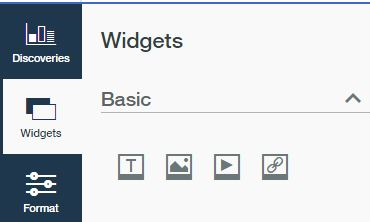 Widgets
Discoveries
Basic
Widgets
T
Format